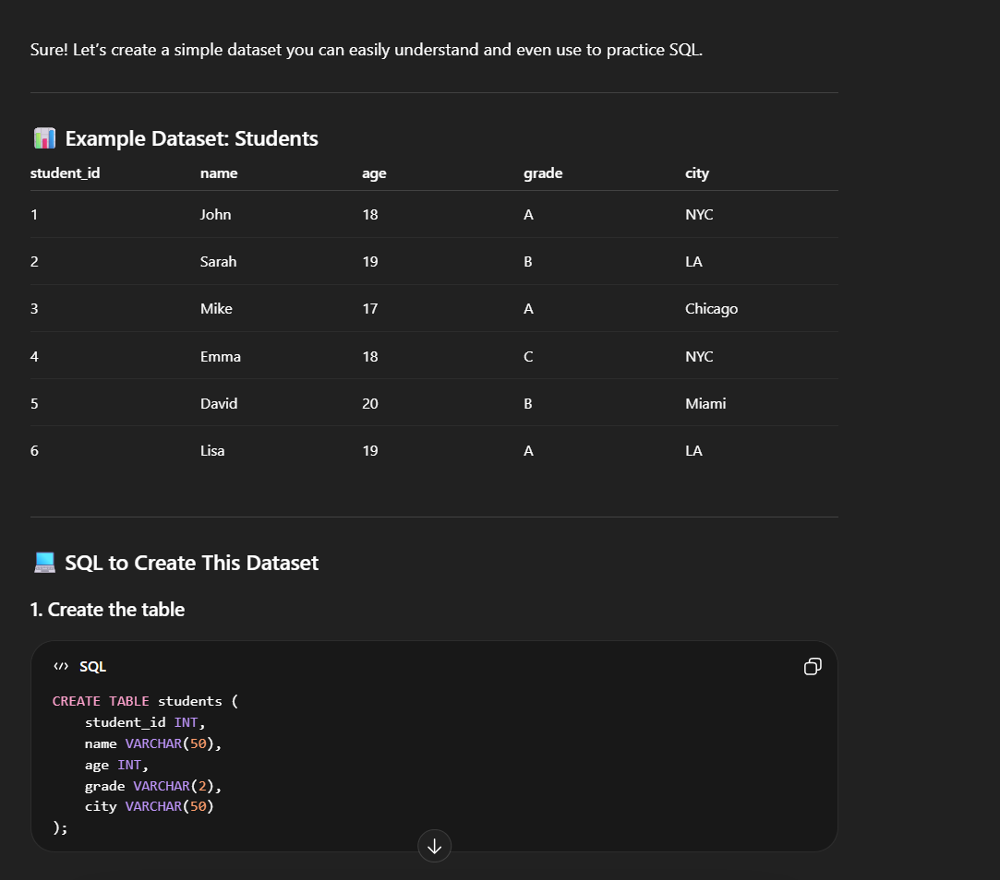 Sure! Let's create a simple dataset you can easily understand and even use to practice SQL.
Example Dataset: Students
student_id name age grade city
1 John 18 A NYC
2 Sarah 19 B LA
3 Mike 17 A Chicago
4 Emma 18 C NYC
5 David 20 B Miami
6 Lisa 19 A LA
SQL to Create This Dataset
1. Create the table
</> SQL
CREATE TABLE students (
    student_id INT,
    name VARCHAR(50),
    age INT,
    grade VARCHAR(2),
    city VARCHAR(50)
);